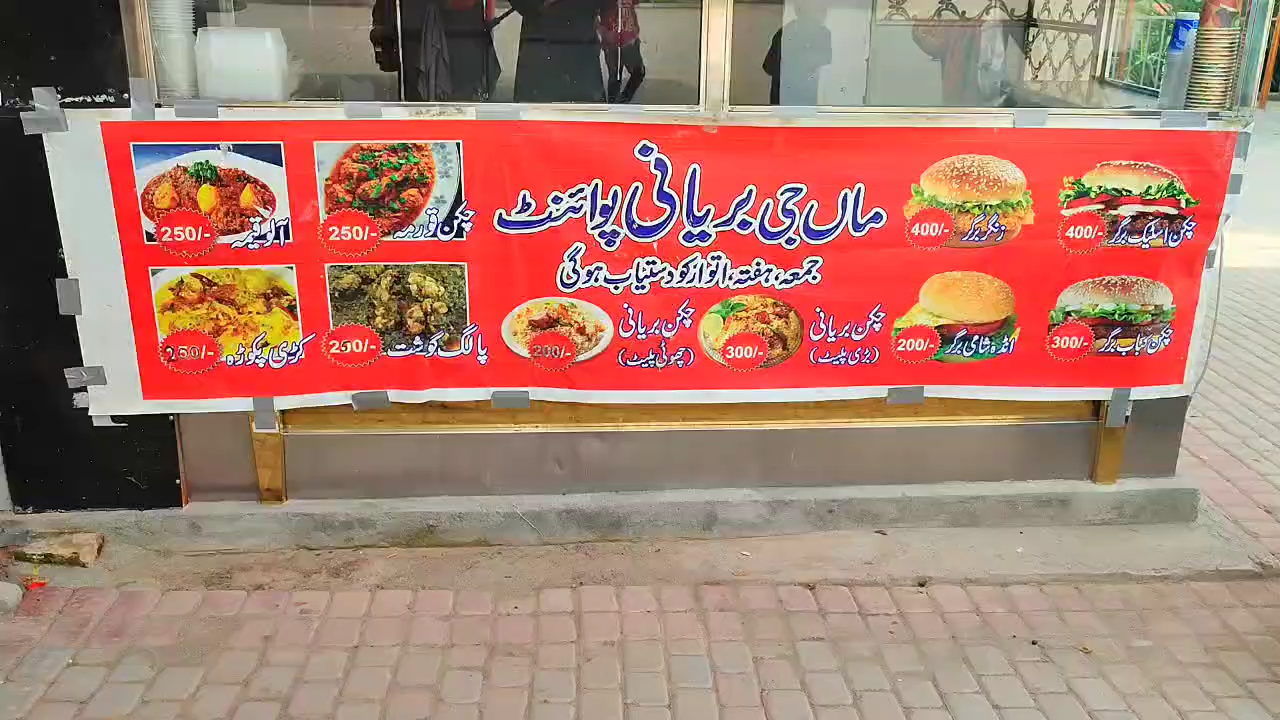 ماں جی بریانی پوائنٹ
جمعہ، ہفتہ، اتوار کو دستیاب ہوگی
چکن اسٹیک برگر
400/-
زنگر برگر
400/-
چکن قورمہ
250/-
آلو قیمہ
250/-
چکن کباب برگر
300/-
انڈہ شامی برگر
200/-
چکن بریانی
(بڑی پلیٹ)
300/-
چکن بریانی
(چھوٹی پلیٹ)
200/-
پالک گوشت
250/-
کڑی پکوڑہ
250/-